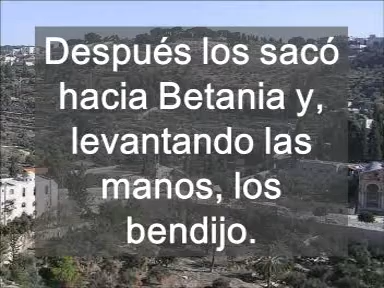 Después los sacó
hacia Betania y,
levantando las
manos, los
bendijo.